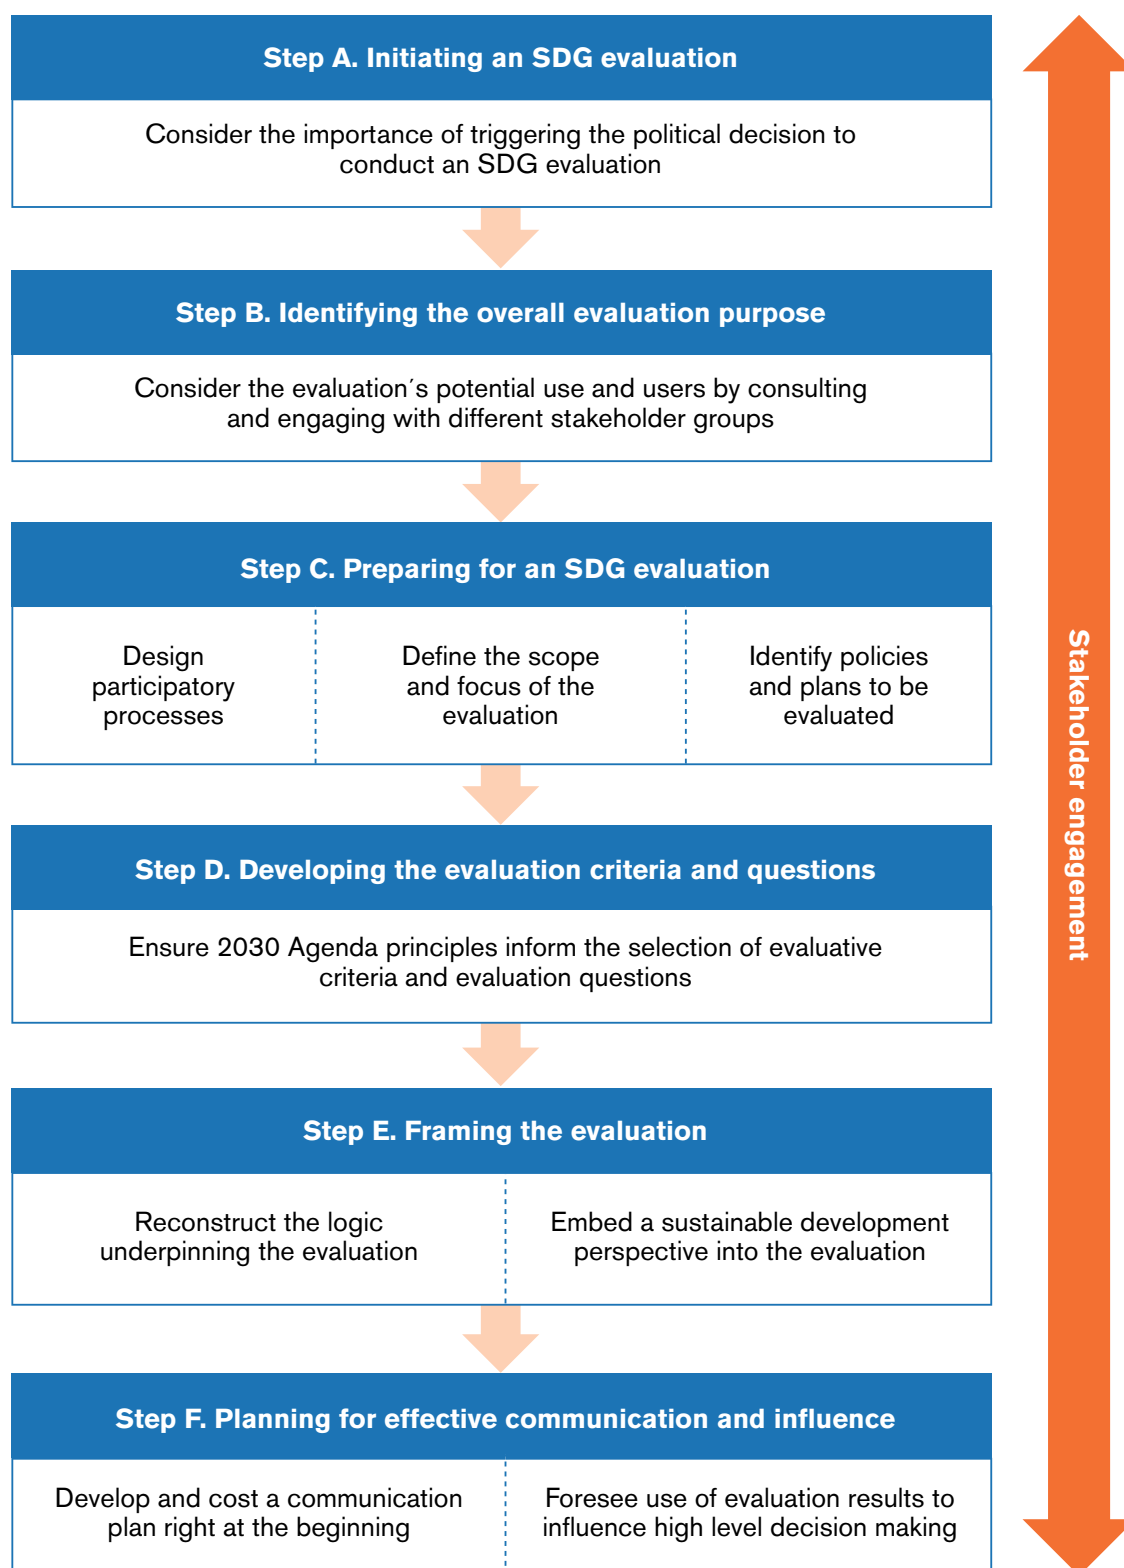 Step A. Initiating an SDG evaluation
Consider the importance of triggering the political decision to
conduct an SDG evaluation
Step B. Identifying the overall evaluation purpose
Consider the evaluation´s potential use and users by consulting
and engaging with different stakeholder groups
Step C. Preparing for an SDG evaluation
Design
participatory
processes
Define the scope
and focus of the
evaluation
Identify policies
and plans to be
evaluated
Step D. Developing the evaluation criteria and questions
Ensure 2030 Agenda principles inform the selection of evaluative
criteria and evaluation questions
Step E. Framing the evaluation
Reconstruct the logic
underpinning the evaluation
Embed a sustainable development
perspective into the evaluation
Step F. Planning for effective communication and influence
Develop and cost a communication
plan right at the beginning
Foresee use of evaluation results to
influence high level decision making
Stakeholder engagement